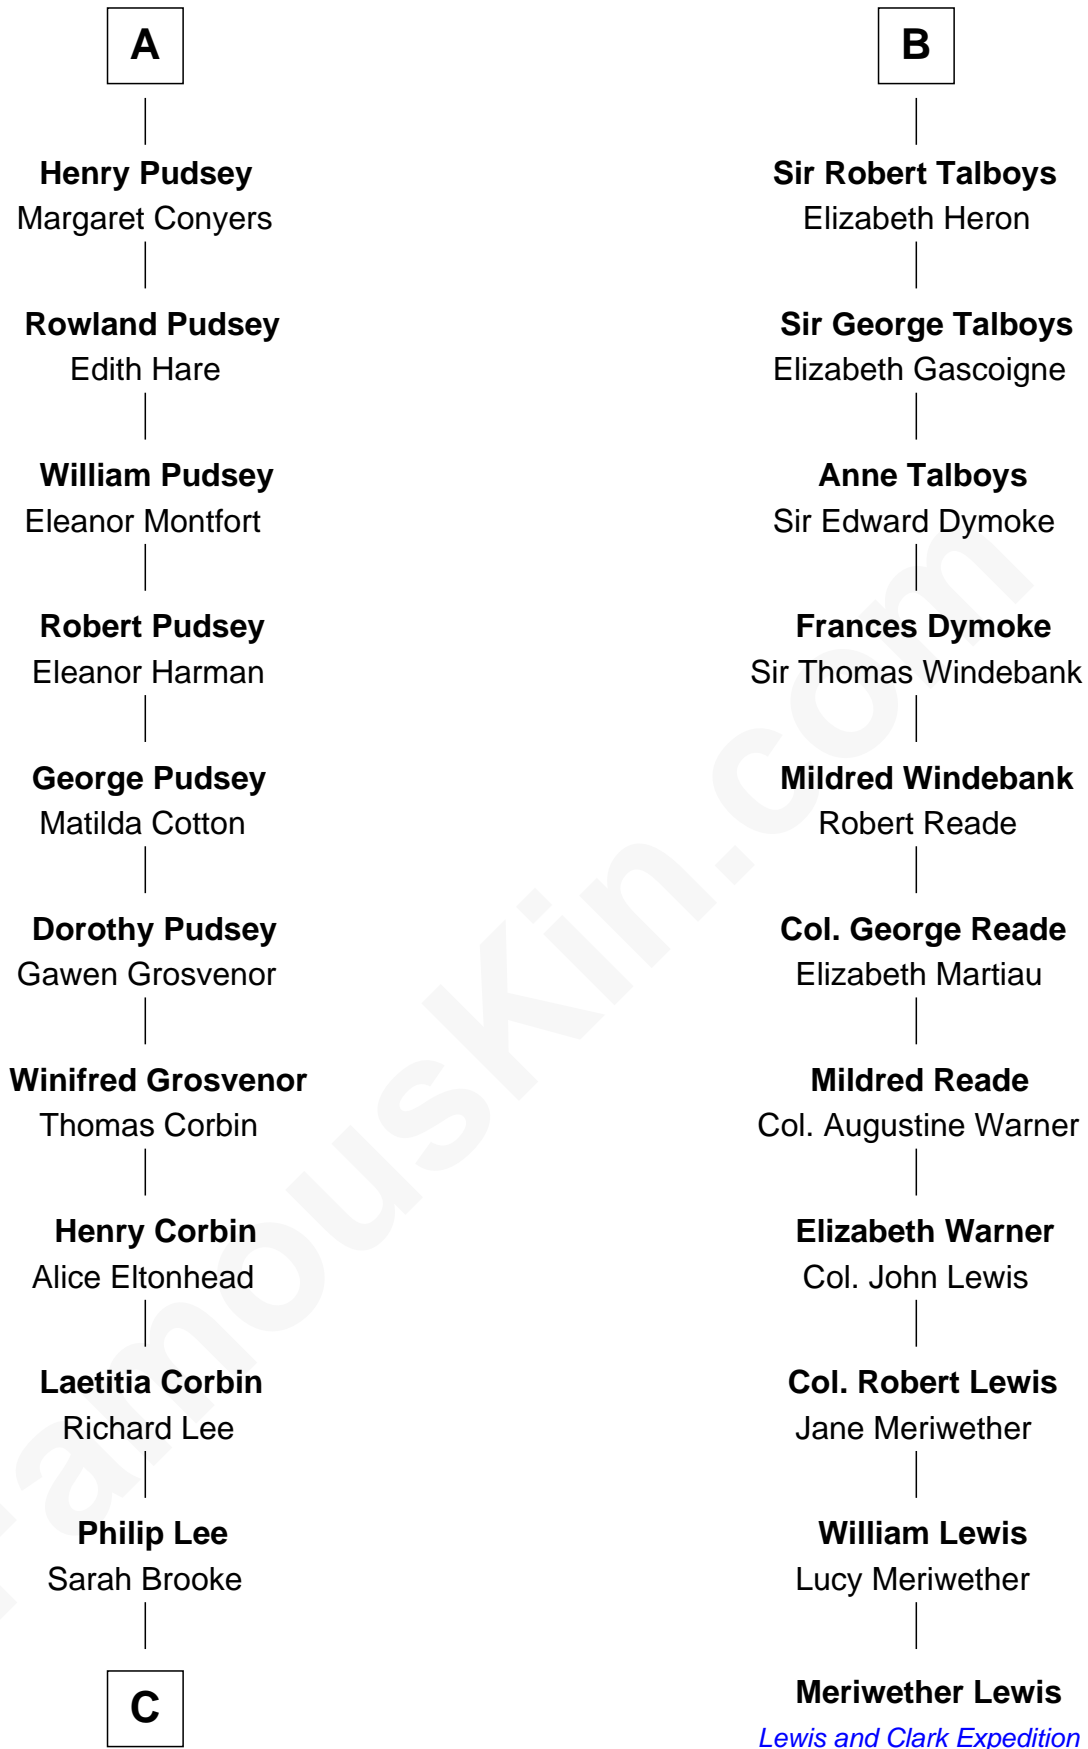 A
Henry Pudsey
Margaret Conyers
Rowland Pudsey
Edith Hare
William Pudsey
Eleanor Montfort
Robert Pudsey
Eleanor Harman
George Pudsey
Matilda Cotton
Dorothy Pudsey
Gawen Grosvenor
Winifred Grosvenor
Thomas Corbin
Henry Corbin
Alice Eltonhead
Laetitia Corbin
Richard Lee
Philip Lee
Sarah Brooke
C
B
Sir Robert Talboys
Elizabeth Heron
Sir George Talboys
Elizabeth Gascoigne
Anne Talboys
Sir Edward Dymoke
Frances Dymoke
Sir Thomas Windebank
Mildred Windebank
Robert Reade
Col. George Reade
Elizabeth Martiau
Mildred Reade
Col. Augustine Warner
Elizabeth Warner
Col. John Lewis
Col. Robert Lewis
Jane Meriwether
William Lewis
Lucy Meriwether
Meriwether Lewis
Lewis and Clark Expedition
FamousKin.com